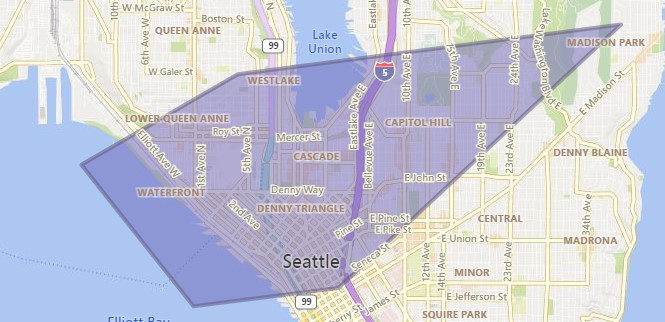 W McGraw St
10th Ave W
6th Ave W
Boston St
QUEEN ANNE
99
Lake
Union
Eastlake Ave E
10th Ave E
24th Ave E
Lake Washington Blvd E
MADISON PARK
W Galer St
WESTLAKE
5
10th Ave E
15th Ave E
E Madison St
LOWER QUEEN ANNE
Roy St
Mercer St
Eastlake Ave E
CAPITOL HILL
Elliott Ave W
1st Ave N
5th Ave N
CASCADE
Bellevue Ave E
19th Ave E
23rd Ave E
DENNY BLAINE
WATERFRONT
Denny Way
E John St
2nd Ave
DENNY TRIANGLE
Pine St
E Pine St
E Pike St
CENTRAL
34th Ave
E Union St
MADRONA
Seattle
Seneca St
12th Ave
14th Ave
23rd Ave
MINOR
99
James St
E Jefferson St
SQUIRE PARK
Elliott Bay